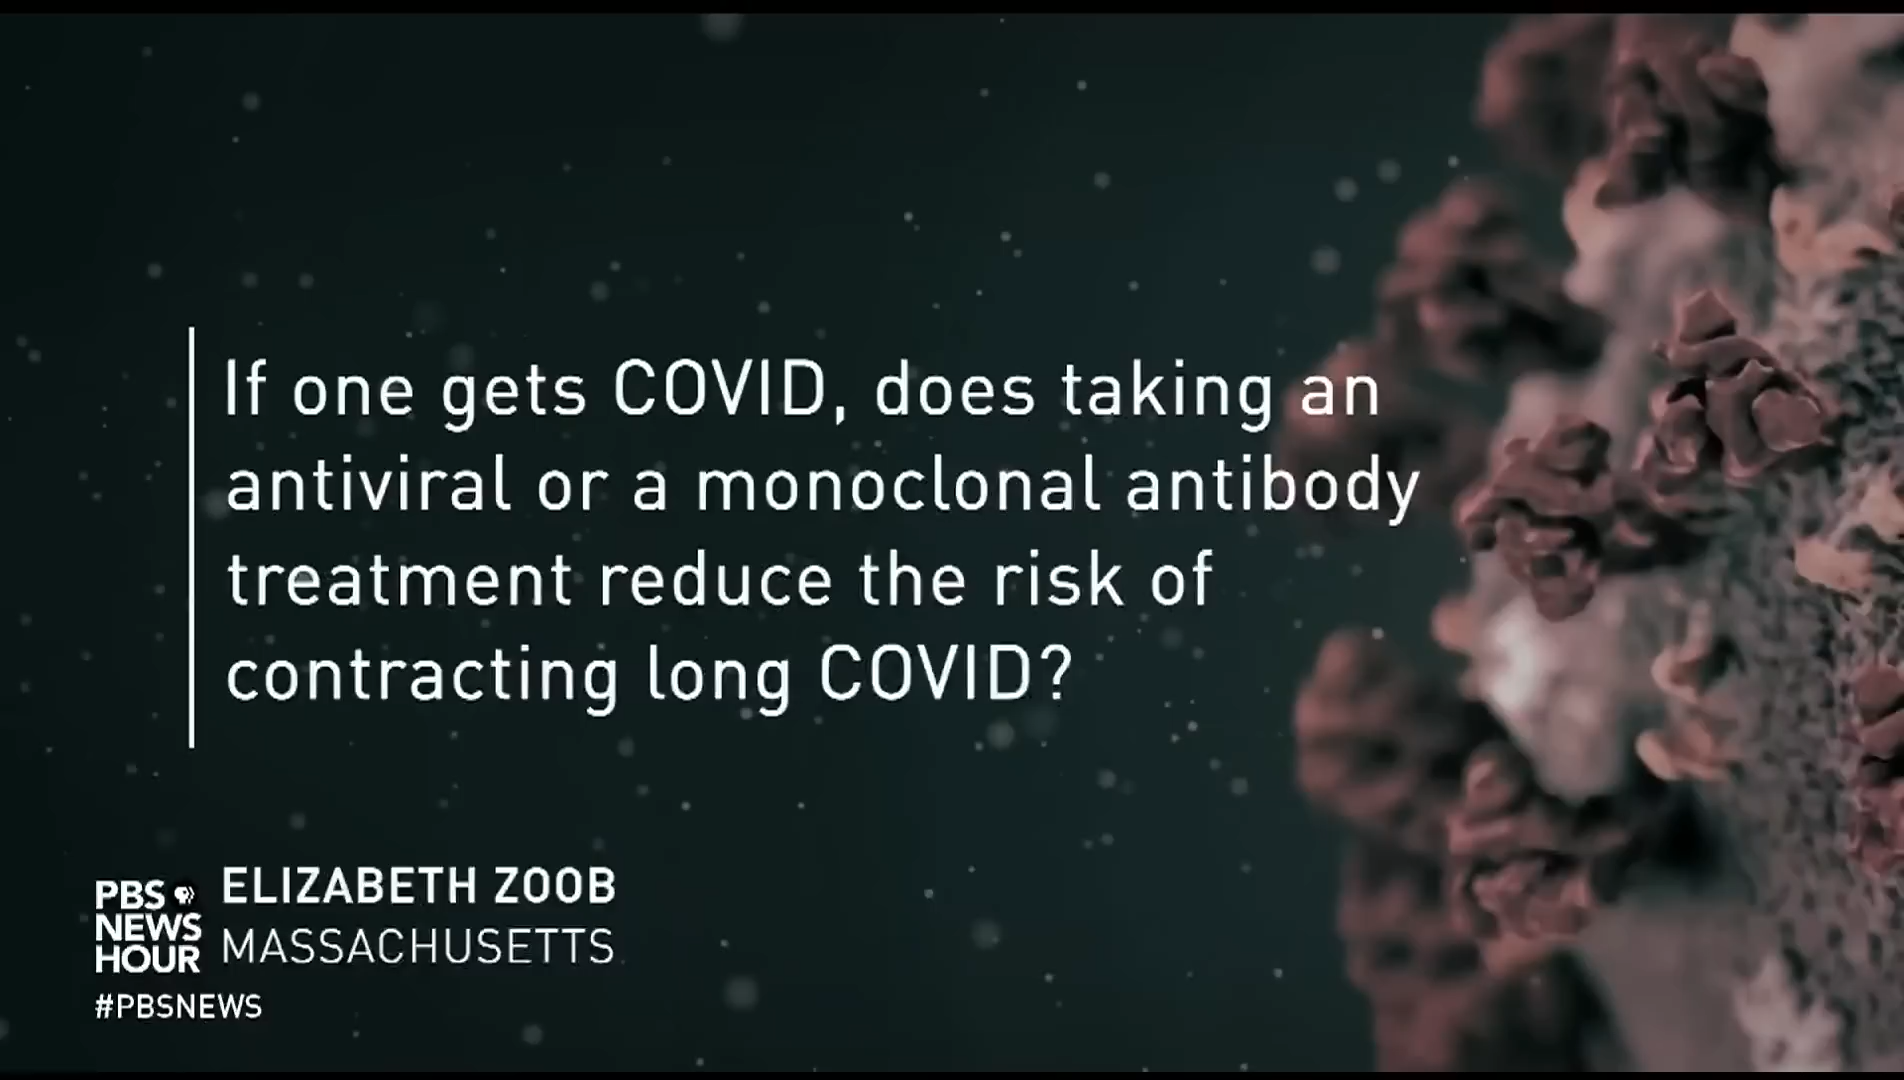 If one gets COVID, does taking an
antiviral or a monoclonal antibody
treatment reduce the risk of
contracting long COVID?
PBS
NEWS
HOUR
ELIZABETH ZOOB
MASSACHUSETTS
#PBSNEWS